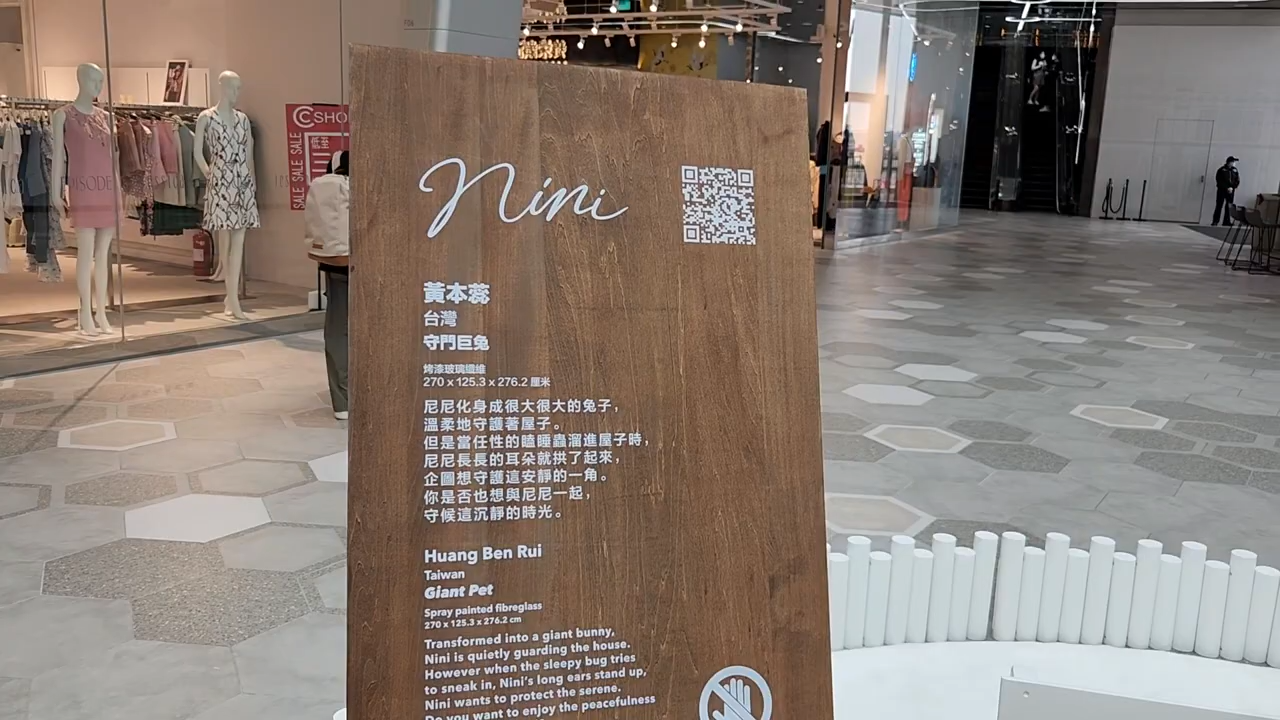 nini
黃本蕊
台灣
守門巨兔
烤漆玻璃纖維
270 x 125.3 x 276.2 厘米
尼尼化身成很大很大的兔子，
溫柔地守護著屋子。
但是當任性的瞌睡蟲溜進屋子時，
尼尼長長的耳朵就拱了起來，
企圖想守護這安靜的一角。
你是否也想與尼尼一起，
守候這沉靜的時光。
Huang Ben Rui
Taiwan
Giant Pet
Spray painted fibreglass
270 x 125.3 x 276.2 cm
Transformed into a giant bunny,
Nini is quietly guarding the house.
However when the sleepy bug tries
to sneak in, Nini's long ears stand up,
Nini wants to protect the serene.
Do you want to enjoy the peacefulness
SHO
低至
SALE SALE SALE
EPISODE